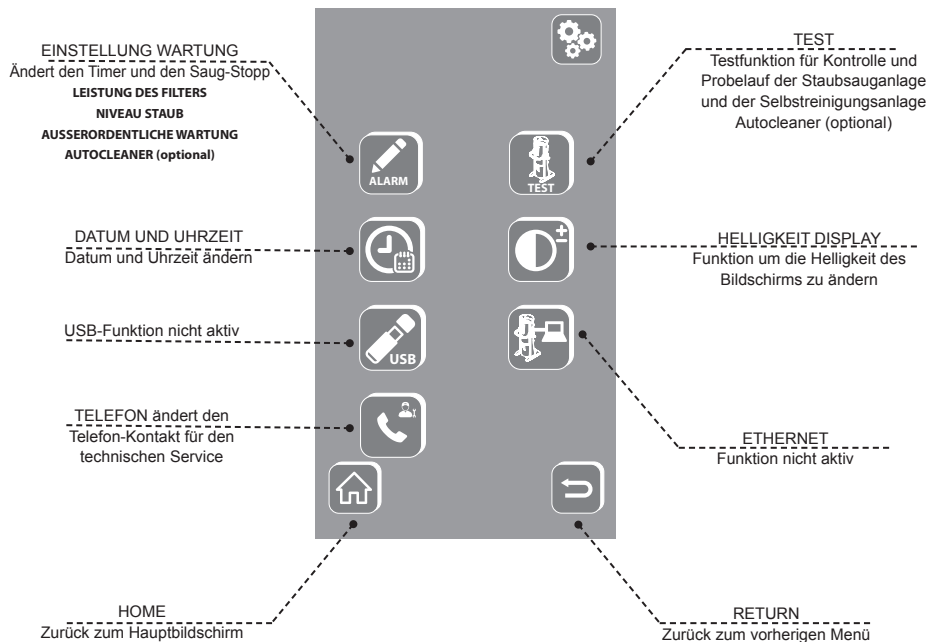 EINSTELLUNG WARTUNG
Ändert den Timer und den Saug-Stopp
LEISTUNG DES FILTERS
NIVEAU STAUB
AUSSERORDENTLICHE WARTUNG
AUTOCLEANER (optional)
TEST
Testfunktion für Kontrolle und
Probelauf der Staubsauganlage
und der Selbstreinigungsanlage
Autocleaner (optional)
ALARM
TEST
DATUM UND UHRZEIT
Datum und Uhrzeit ändern
HELLIGKEIT DISPLAY
Funktion um die Helligkeit des
Bildschirms zu ändern
USB-Funktion nicht aktiv
USB
TELEFON ändert den
Telefon-Kontakt für den
technischen Service
ETHERNET
Funktion nicht aktiv
HOME
Zurück zum Hauptbildschirm
RETURN
Zurück zum vorherigen Menü